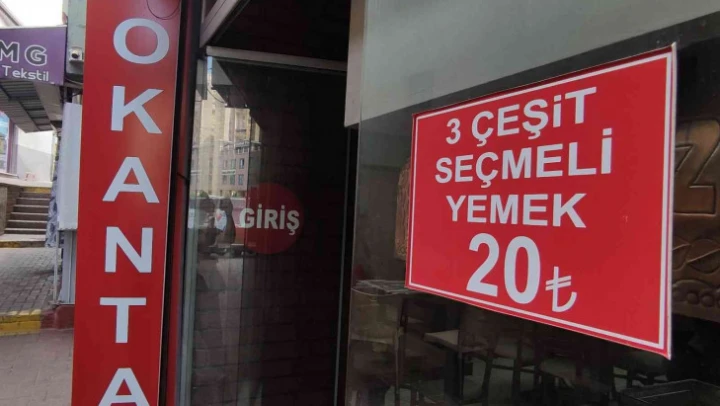 MG
Tekstil
OKANTA
GİRİŞ
3 ÇEŞİT
SEÇMELİ
YEMEK
20₺